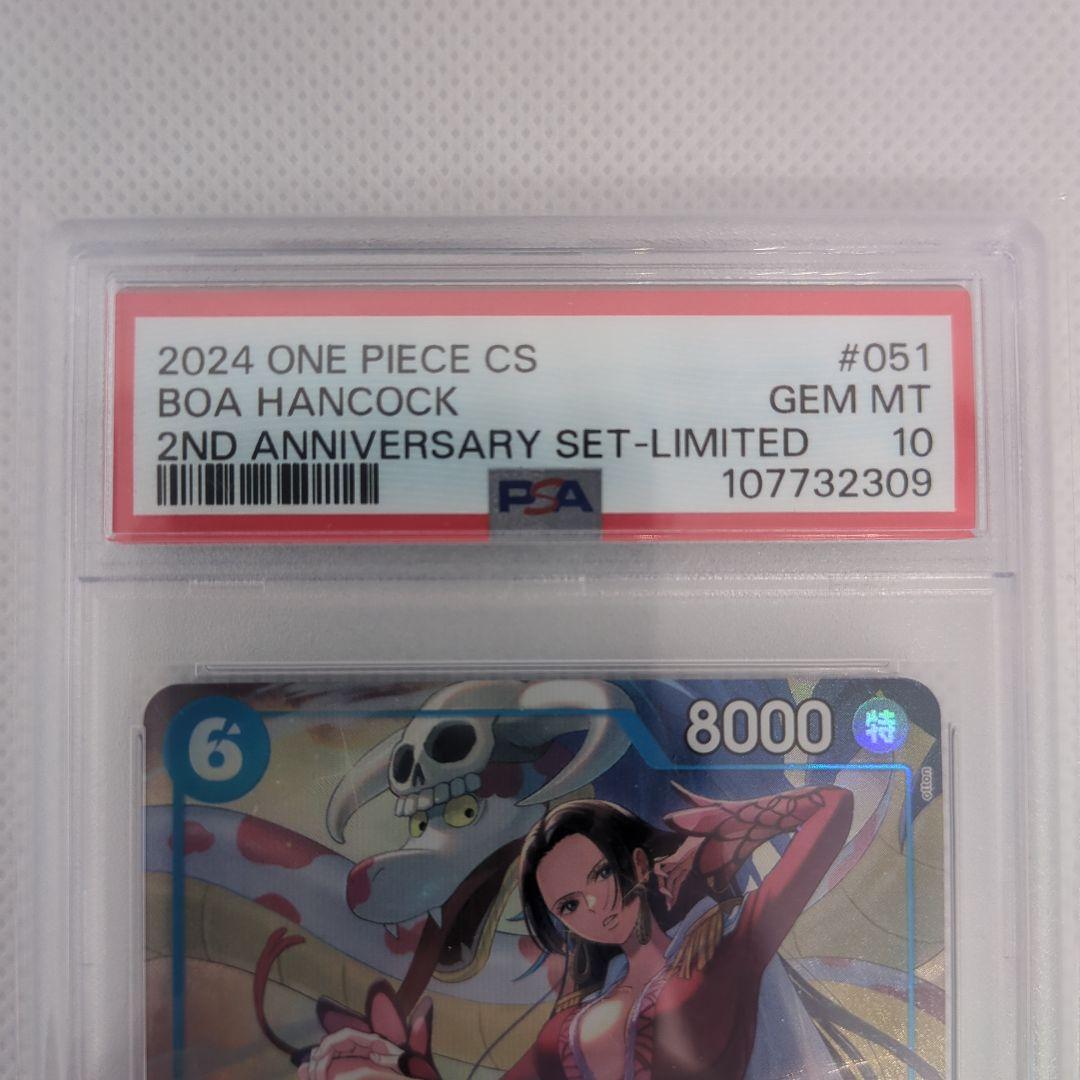 2024 ONE PIECE CS #051
BOA HANCOCK GEM MT
2ND ANNIVERSARY SET-LIMITED 10
107732309
PSA
6 8000 特
otton